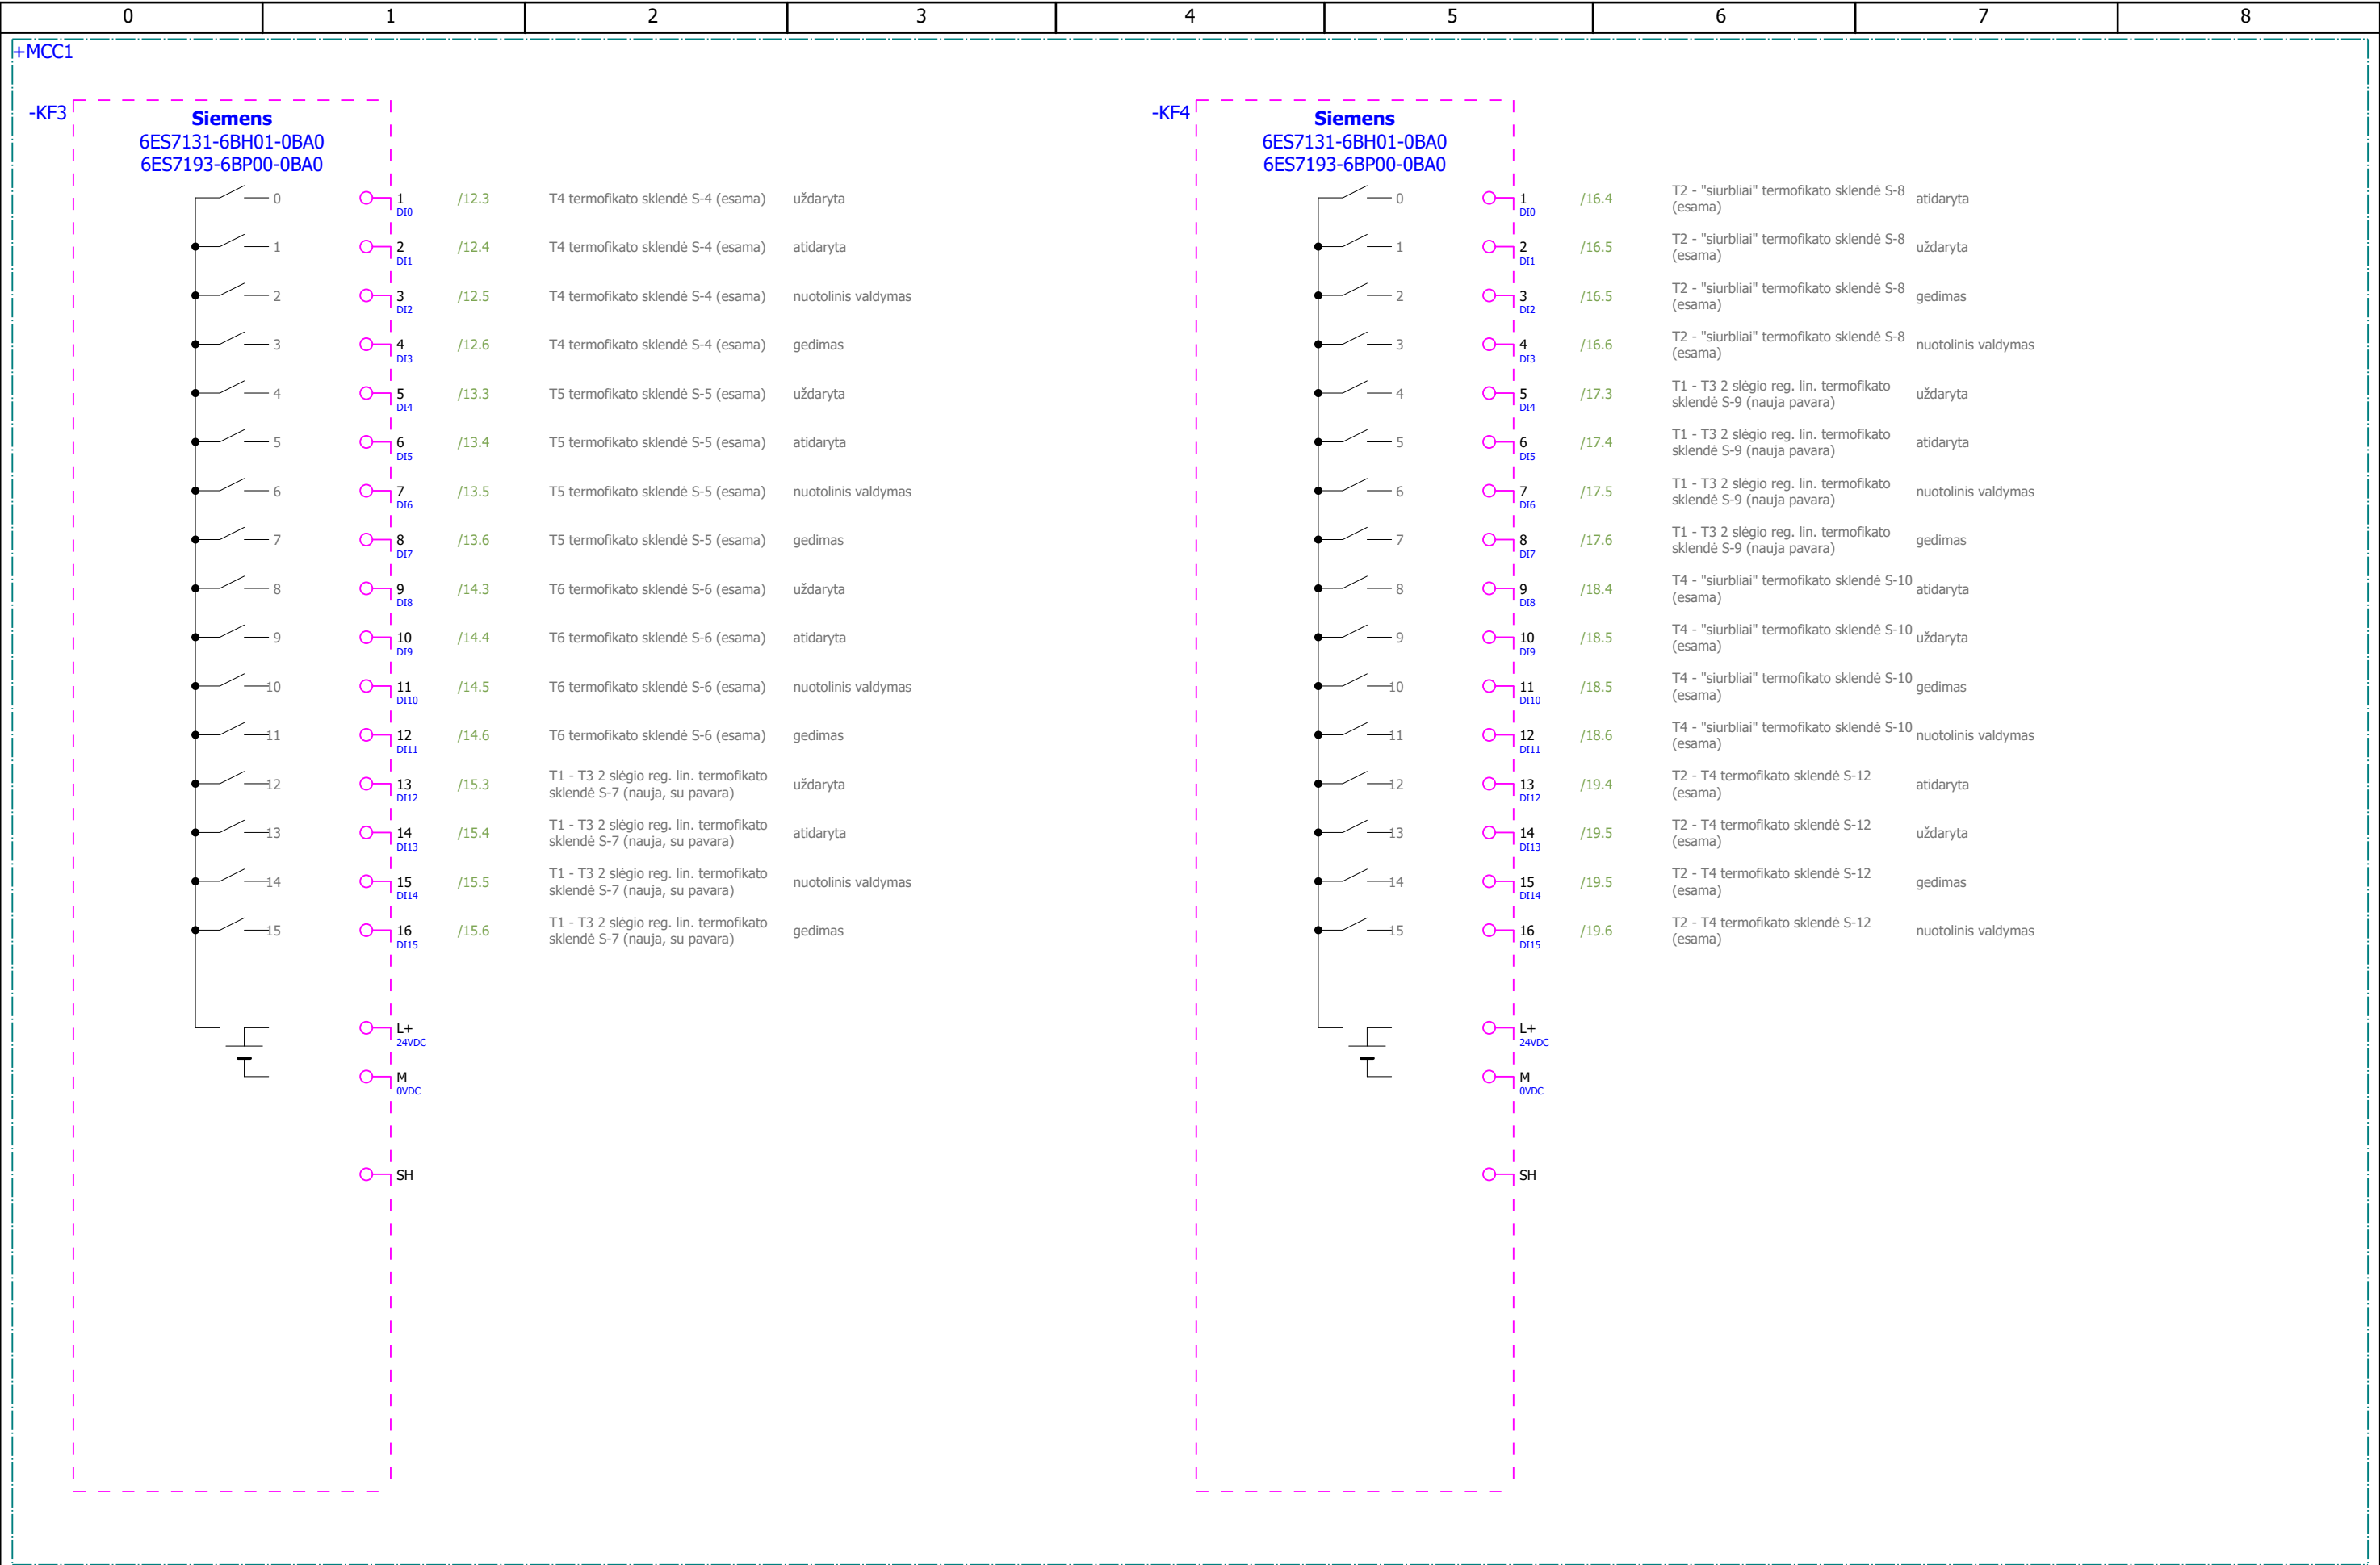 0 1 2 3 4 5 6 7 8
+MCC1
-KF3
Siemens
6ES7131-6BH01-0BA0
6ES7193-6BP00-0BA0
0 1 /12.3 T4 termofikato sklendė S-4 (esama) uždaryta
DI0
1 2 /12.4 T4 termofikato sklendė S-4 (esama) atidaryta
DI1
2 3 /12.5 T4 termofikato sklendė S-4 (esama) nuotolinis valdymas
DI2
3 4 /12.6 T4 termofikato sklendė S-4 (esama) gedimas
DI3
4 5 /13.3 T5 termofikato sklendė S-5 (esama) uždaryta
DI4
5 6 /13.4 T5 termofikato sklendė S-5 (esama) atidaryta
DI5
6 7 /13.5 T5 termofikato sklendė S-5 (esama) nuotolinis valdymas
DI6
7 8 /13.6 T5 termofikato sklendė S-5 (esama) gedimas
DI7
8 9 /14.3 T6 termofikato sklendė S-6 (esama) uždaryta
DI8
9 10 /14.4 T6 termofikato sklendė S-6 (esama) atidaryta
DI9
10 11 /14.5 T6 termofikato sklendė S-6 (esama) nuotolinis valdymas
DI10
11 12 /14.6 T6 termofikato sklendė S-6 (esama) gedimas
DI11
12 13 /15.3 T1 - T3 2 slėgio reg. lin. termofikato
sklendė S-7 (nauja, su pavara) uždaryta
DI12
13 14 /15.4 T1 - T3 2 slėgio reg. lin. termofikato
sklendė S-7 (nauja, su pavara) atidaryta
DI13
14 15 /15.5 T1 - T3 2 slėgio reg. lin. termofikato
sklendė S-7 (nauja, su pavara) nuotolinis valdymas
DI14
15 16 /15.6 T1 - T3 2 slėgio reg. lin. termofikato
sklendė S-7 (nauja, su pavara) gedimas
DI15
L+
24VDC
M
0VDC
SH
-KF4
Siemens
6ES7131-6BH01-0BA0
6ES7193-6BP00-0BA0
0 1 /16.4 T2 - "siurbliai" termofikato sklendė S-8
(esama) atidaryta
DI0
1 2 /16.5 T2 - "siurbliai" termofikato sklendė S-8
(esama) uždaryta
DI1
2 3 /16.5 T2 - "siurbliai" termofikato sklendė S-8
(esama) gedimas
DI2
3 4 /16.6 T2 - "siurbliai" termofikato sklendė S-8
(esama) nuotolinis valdymas
DI3
4 5 /17.3 T1 - T3 2 slėgio reg. lin. termofikato
sklendė S-9 (nauja pavara) uždaryta
DI4
5 6 /17.4 T1 - T3 2 slėgio reg. lin. termofikato
sklendė S-9 (nauja pavara) atidaryta
DI5
6 7 /17.5 T1 - T3 2 slėgio reg. lin. termofikato
sklendė S-9 (nauja pavara) nuotolinis valdymas
DI6
7 8 /17.6 T1 - T3 2 slėgio reg. lin. termofikato
sklendė S-9 (nauja pavara) gedimas
DI7
8 9 /18.4 T4 - "siurbliai" termofikato sklendė S-10
(esama) atidaryta
DI8
9 10 /18.5 T4 - "siurbliai" termofikato sklendė S-10
(esama) uždaryta
DI9
10 11 /18.5 T4 - "siurbliai" termofikato sklendė S-10
(esama) gedimas
DI10
11 12 /18.6 T4 - "siurbliai" termofikato sklendė S-10
(esama) nuotolinis valdymas
DI11
12 13 /19.4 T2 - T4 termofikato sklendė S-12
(esama) atidaryta
DI12
13 14 /19.5 T2 - T4 termofikato sklendė S-12
(esama) uždaryta
DI13
14 15 /19.5 T2 - T4 termofikato sklendė S-12
(esama) gedimas
DI14
15 16 /19.6 T2 - T4 termofikato sklendė S-12
(esama) nuotolinis valdymas
DI15
L+
24VDC
M
0VDC
SH